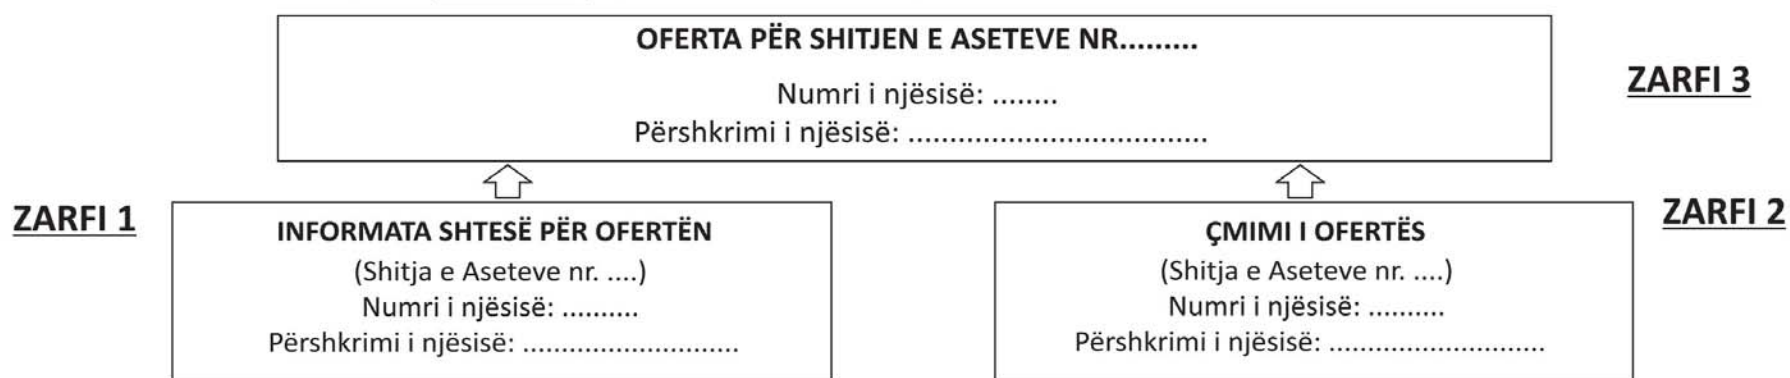 OFERTA PËR SHITJEN E ASETEVE NR.........
Numri i njësisë: ........
Përshkrimi i njësisë: ....................................
ZARFI 3
ZARFI 1
INFORMATA SHTESË PËR OFERTËN
(Shitja e Aseteve nr. ....)
Numri i njësisë: ..........
Përshkrimi i njësisë: ............................
ÇMIMI I OFERTËS
(Shitja e Aseteve nr. ....)
Numri i njësisë: ..........
Përshkrimi i njësisë: ............................
ZARFI 2